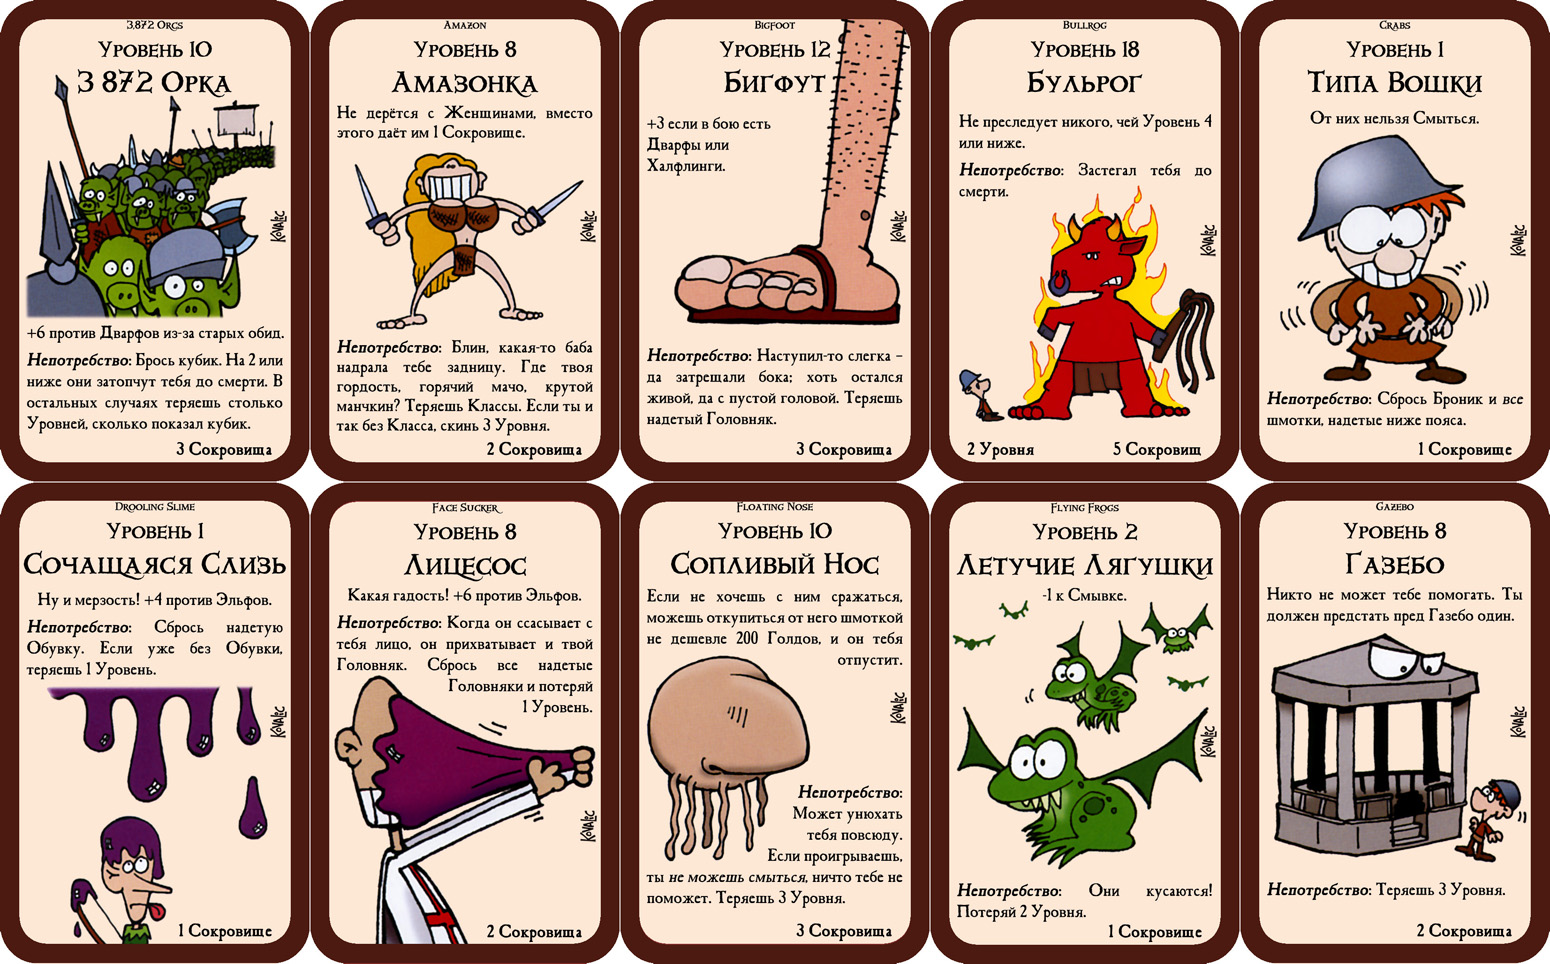 3,872 Orcs
Уровень 10
3 872 Орка
+6 против Дварфов из-за старых обид.
Непотребство: Брось кубик. На 2 или
ниже они затопчут тебя до смерти. В
остальных случаях теряешь столько
Уровней, сколько показал кубик.
3 Сокровища
Kovalic
Amazon
Уровень 8
Амазонка
Не дерётся с Женщинами, вместо
этого даёт им 1 Сокровище.
Непотребство: Блин, какая-то баба
надрала тебе задницу. Где твоя
гордость, горячий мачо, крутой
манчкин? Теряешь Классы. Если ты и
так без Класса, скинь 3 Уровня.
2 Сокровища
Kovalic
Bigfoot
Уровень 12
Бигфут
+3 если в бою есть
Дварфы или
Халфлинги.
Непотребство: Наступил-то слегка –
да затрещали бока; хоть остался
живой, да с пустой головой. Теряешь
надетый Головняк.
3 Сокровища
Kovalic
Bullrog
Уровень 18
Бульрог
Не преследует никого, чей Уровень 4
или ниже.
Непотребство: Застегал тебя до
смерти.
2 Уровня 5 Сокровищ
Kovalic
Crabs
Уровень 1
Типа Вошки
От них нельзя Смыться.
Непотребство: Сбрось Броник и все
шмотки, надетые ниже пояса.
1 Сокровище
Kovalic
Drooling Slime
Уровень 1
Сочащаяся Слизь
Ну и мерзость! +4 против Эльфов.
Непотребство: Сбрось надетую
Обувку. Если уже без Обувки,
теряешь 1 Уровень.
1 Сокровище
Kovalic
Face Sucker
Уровень 8
Лицесос
Какая гадость! +6 против Эльфов.
Непотребство: Когда он ссасывает с
тебя лицо, он прихватывает и твой
Головняк. Сбрось все надетые
Головняки и потеряй
1 Уровень.
2 Сокровища
Kovalic
Floating Nose
Уровень 10
Сопливый Нос
Если не хочешь с ним сражаться,
можешь откупиться от него шмоткой
не дешевле 200 Голдов, и он тебя
отпустит.
Непотребство:
Может унюхать
тебя повсюду.
Если проигрываешь,
ты не можешь смыться, ничто тебе не
поможет. Теряешь 3 Уровня.
3 Сокровища
Kovalic
Flying Frogs
Уровень 2
Летучие Лягушки
-1 к Смывке.
Непотребство: Они кусаются!
Потеряй 2 Уровня.
1 Сокровище
Kovalic
Gazebo
Уровень 8
Газебо
Никто не может тебе помогать. Ты
должен предстать пред Газебо один.
Непотребство: Теряешь 3 Уровня.
2 Сокровища
Kovalic